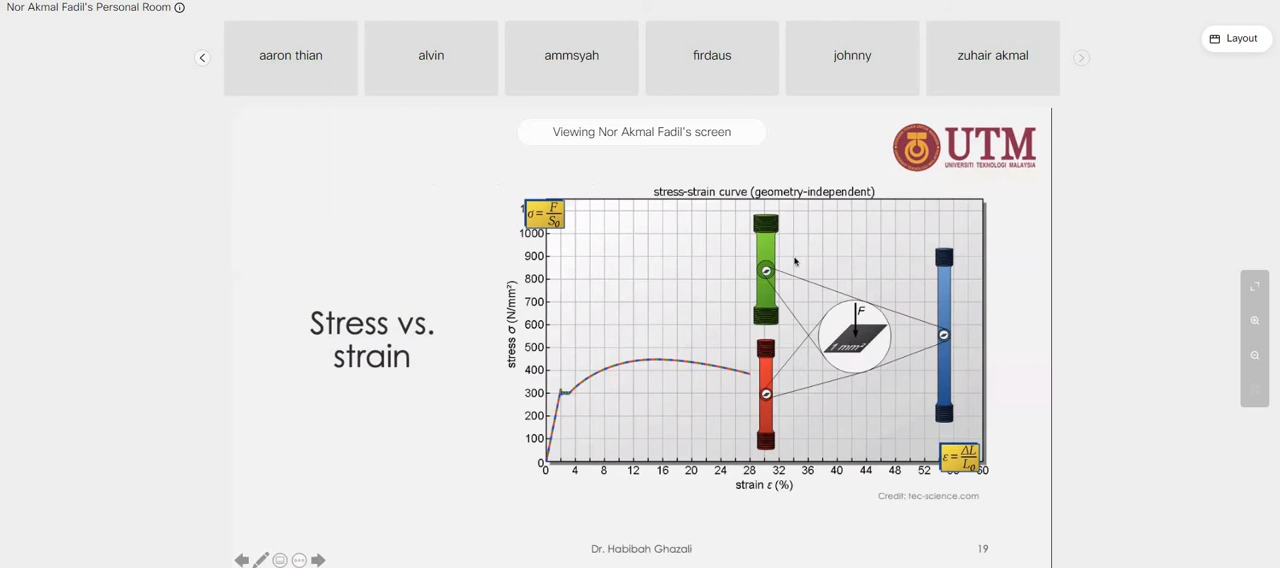 Nor Akmal Fadil's Personal Room
aaron thian
alvin
ammsyah
firdaus
johnny
zuhair akmal
Layout
Viewing Nor Akmal Fadil's screen
UTM
UNIVERSITI TEKNOLOGI MALAYSIA
stress-strain curve (geometry-independent)
σ = F/S₀
1000
900
800
700
600
500
400
300
200
100
0
stress σ (N/mm²)
F
1 mm²
Stress vs.
strain
ε = ΔL/L₀
0 4 8 12 16 20 24 28 32 36 40 44 48 52 60
strain ε (%)
Credit: tec-science.com
Dr. Habibah Ghazali
19